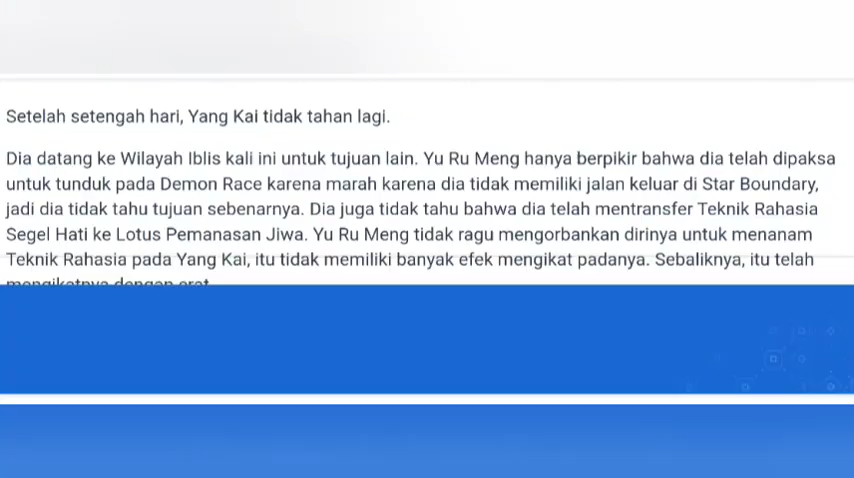 Setelah setengah hari, Yang Kai tidak tahan lagi.
Dia datang ke Wilayah Iblis kali ini untuk tujuan lain. Yu Ru Meng hanya berpikir bahwa dia telah dipaksa
untuk tunduk pada Demon Race karena marah karena dia tidak memiliki jalan keluar di Star Boundary,
jadi dia tidak tahu tujuan sebenarnya. Dia juga tidak tahu bahwa dia telah mentransfer Teknik Rahasia
Segel Hati ke Lotus Pemanasan Jiwa. Yu Ru Meng tidak ragu mengorbankan dirinya untuk menanam
Teknik Rahasia pada Yang Kai, itu tidak memiliki banyak efek mengikat padanya. Sebaliknya, itu telah
mengikatnya dengan erat